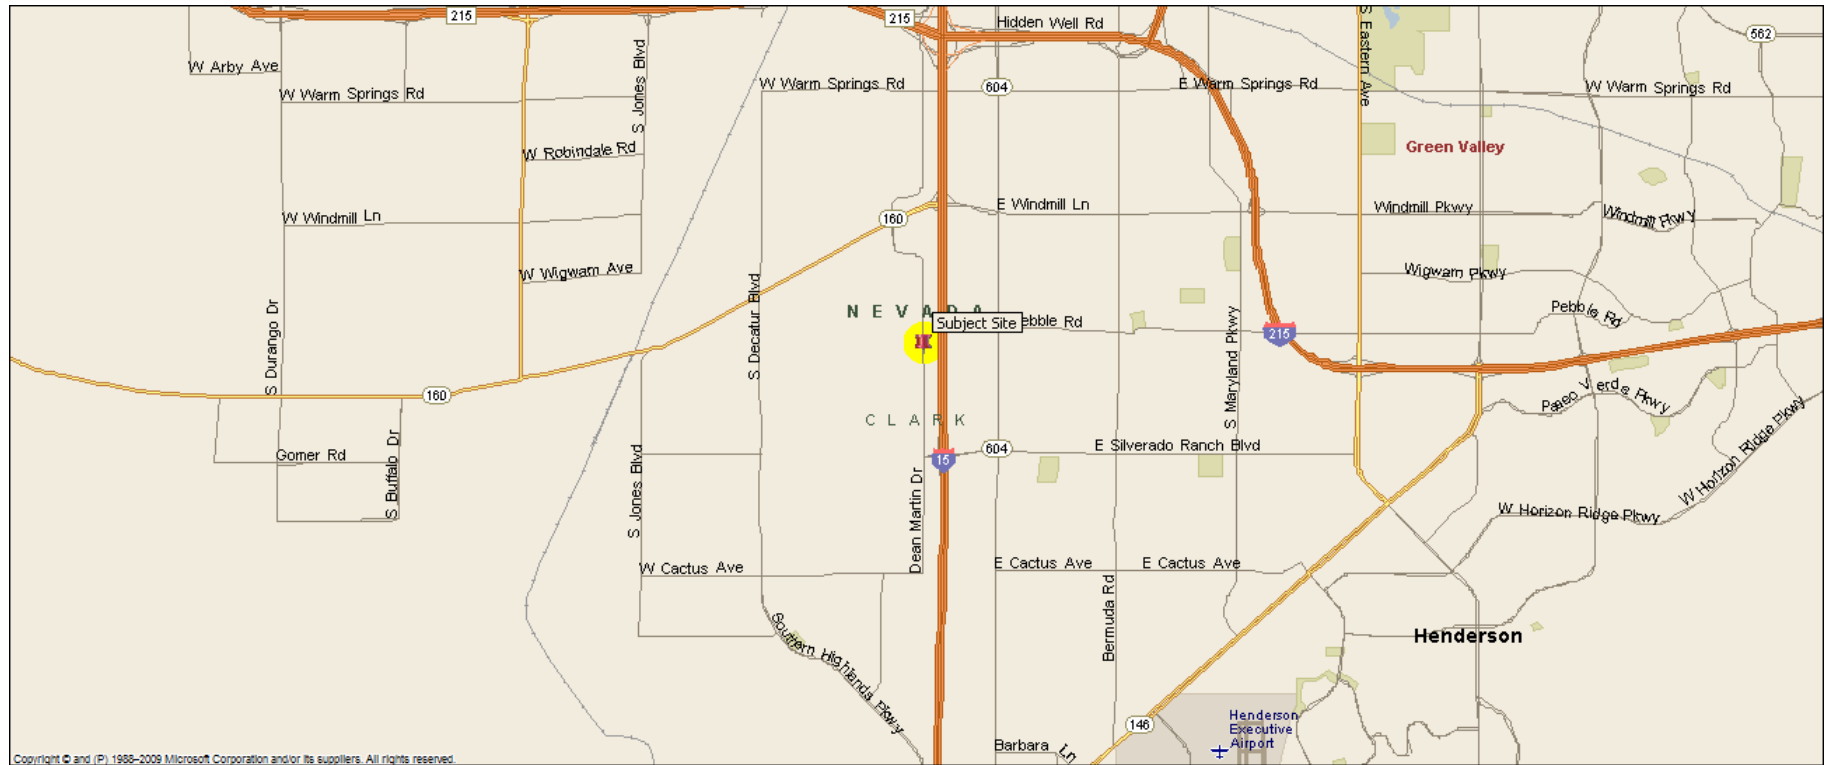 215
215
Hidden Well Rd
S Eastern Ave
562
W Arby Ave
S Jones Blvd
W Warm Springs Rd
W Warm Springs Rd
604
E Warm Springs Rd
W Warm Springs Rd
Green Valley
W Robindale Rd
W Windmill Ln
160
E Windmill Ln
Windmill Pkwy
Windmill Pkwy
W Wigwam Ave
Wigwam Pkwy
S Durango Dr
S Decatur Blvd
NEVADA
Subject Site
ebble Rd
S Maryland Pkwy
215
Pebble Rd
160
CLARK
Paseo Verde Pkwy
W Horizon Ridge Pkwy
Gomer Rd
S Buffalo Dr
S Jones Blvd
15
604
E Silverado Ranch Blvd
Dean Martin Dr
W Horizon Ridge Pkwy
W Cactus Ave
E Cactus Ave
E Cactus Ave
Bermuda Rd
Southern Highlands Pkwy
Henderson
146
Henderson
Executive
Airport
Barbara Ln
Copyright © and (P) 1988–2009 Microsoft Corporation and/or its suppliers. All rights reserved.